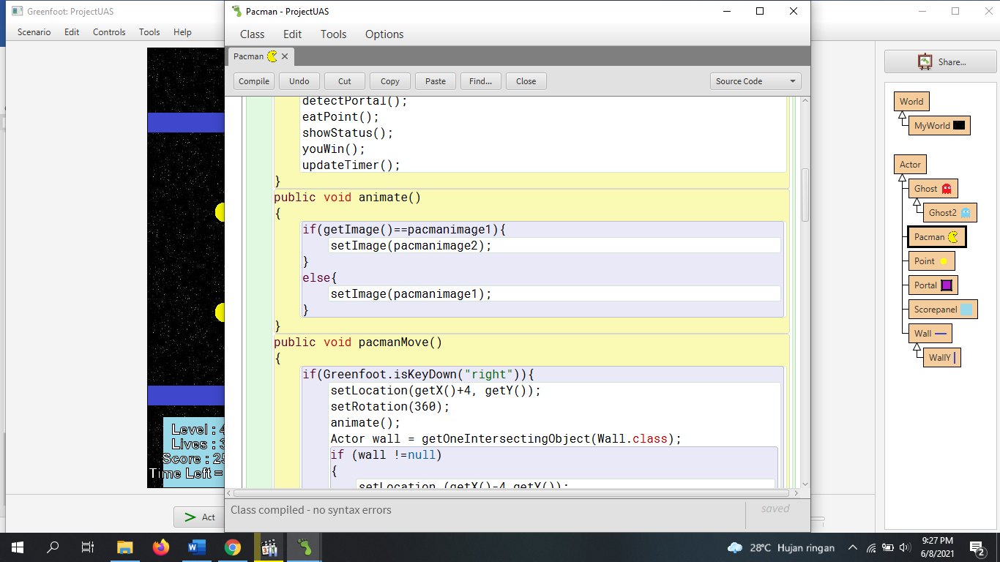 Greenfoot: ProjectUAS
Scenario Edit Controls Tools Help
Pacman - ProjectUAS
Class Edit Tools Options
Pacman
Compile Undo Cut Copy Paste Find... Close Source Code
detectPortal();
eatPoint();
showStatus();
youWin();
updateTimer();
}
public void animate()
{
if(getImage()==pacmanimage1){
setImage(pacmanimage2);
}
else{
setImage(pacmanimage1);
}
}
public void pacmanMove()
{
if(Greenfoot.isKeyDown("right")){
setLocation(getX()+4, getY());
setRotation(360);
animate();
Actor wall = getOneIntersectingObject(Wall.class);
if (wall !=null)
{
setLocation (getX()-4,getY());
Class compiled - no syntax errors
saved
Level : 4
Lives : 3
Score : 25
Time Left =
Act
Share...
World
MyWorld
Actor
Ghost
Ghost2
Pacman
Point
Portal
Scorepanel
Wall
WallY
28°C Hujan ringan
9:27 PM
6/8/2021
2